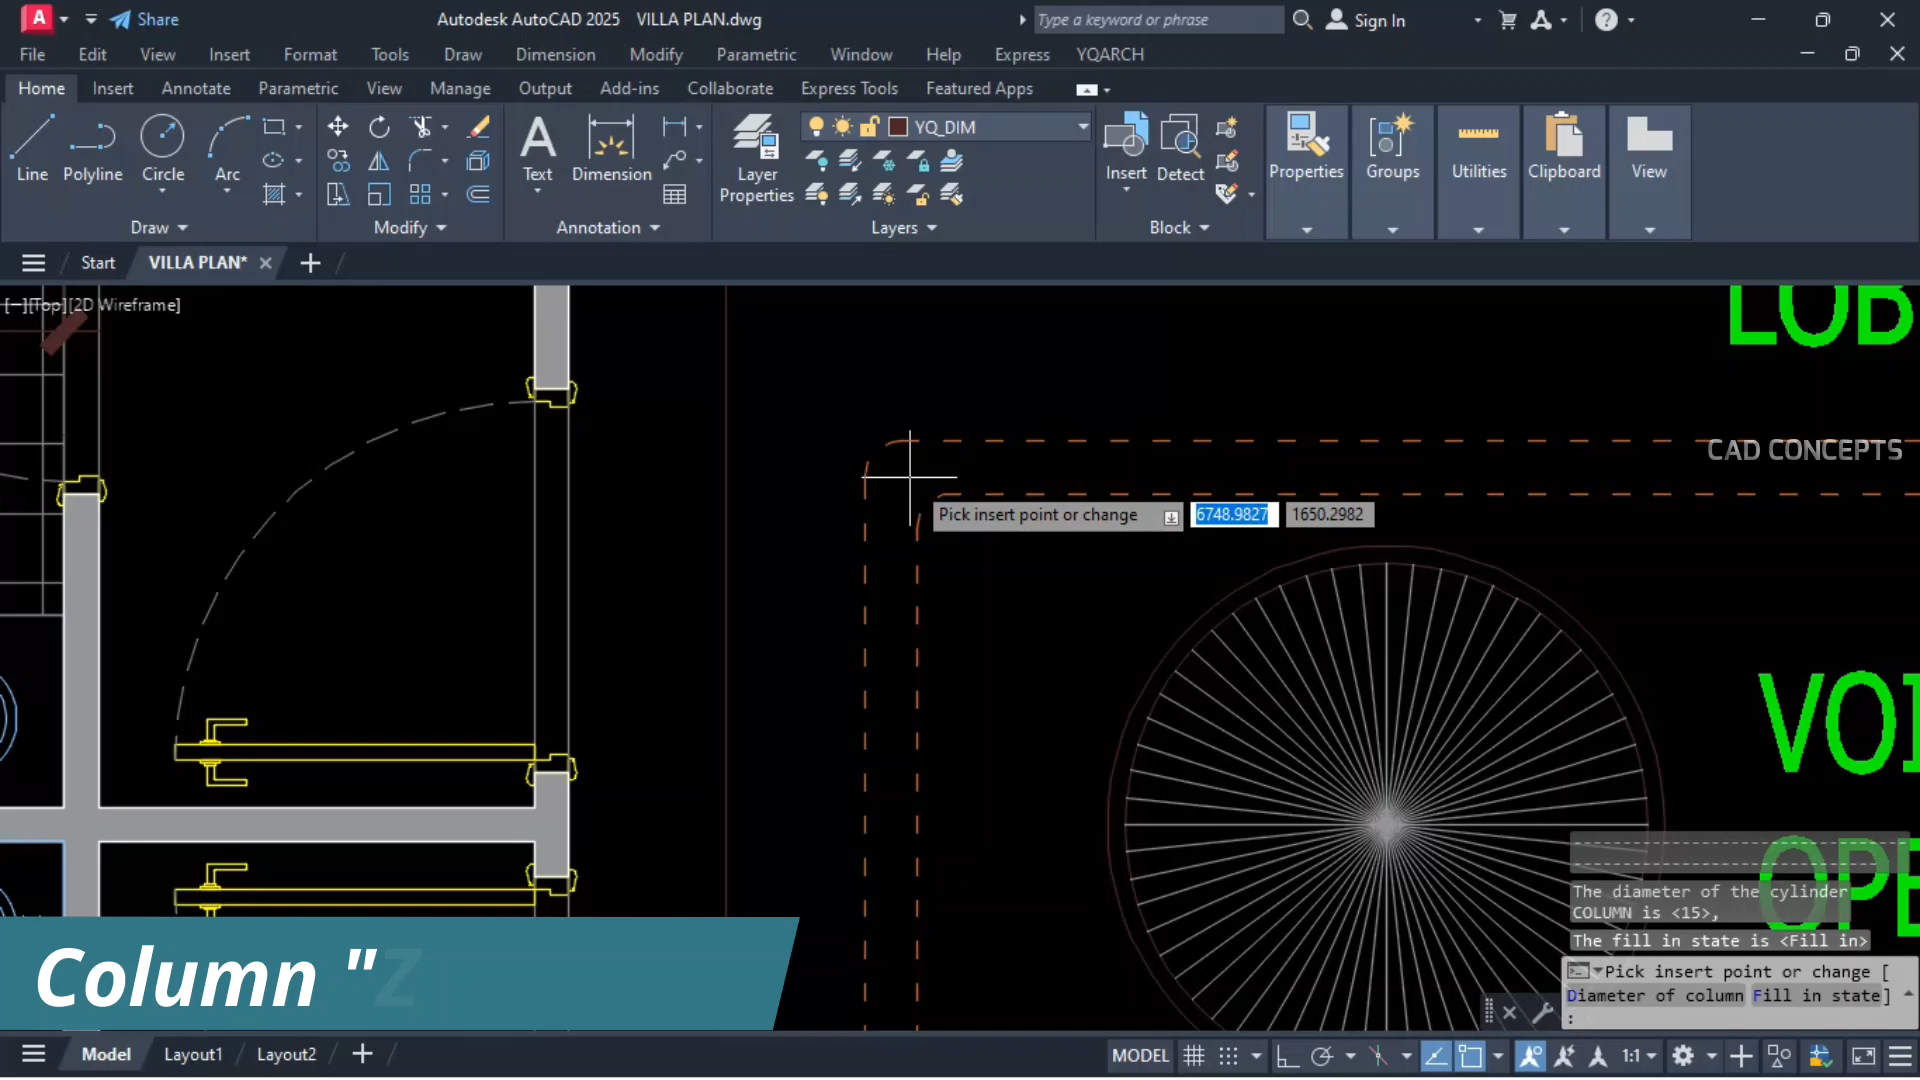 A Share Autodesk AutoCAD 2025 VILLA PLAN.dwg Type a keyword or phrase Sign In
File Edit View Insert Format Tools Draw Dimension Modify Parametric Window Help Express YQARCH
Home Insert Annotate Parametric View Manage Output Add-ins Collaborate Express Tools Featured Apps
YQ_DIM
Line Polyline Circle Arc Text Dimension Layer Properties Insert Detect Properties Groups Utilities Clipboard View
Draw Modify Annotation Layers Block
Start VILLA PLAN*
[−][Top][2D Wireframe]
LOB
CAD CONCEPTS
Pick insert point or change 6748.9827 1650.2982
VOI
OPE
The diameter of the cylinder
COLUMN is <15>,
The fill in state is <Fill in>
Pick insert point or change [
Diameter of column Fill in state]
:
Column "Z
Model Layout1 Layout2 MODEL 1:1